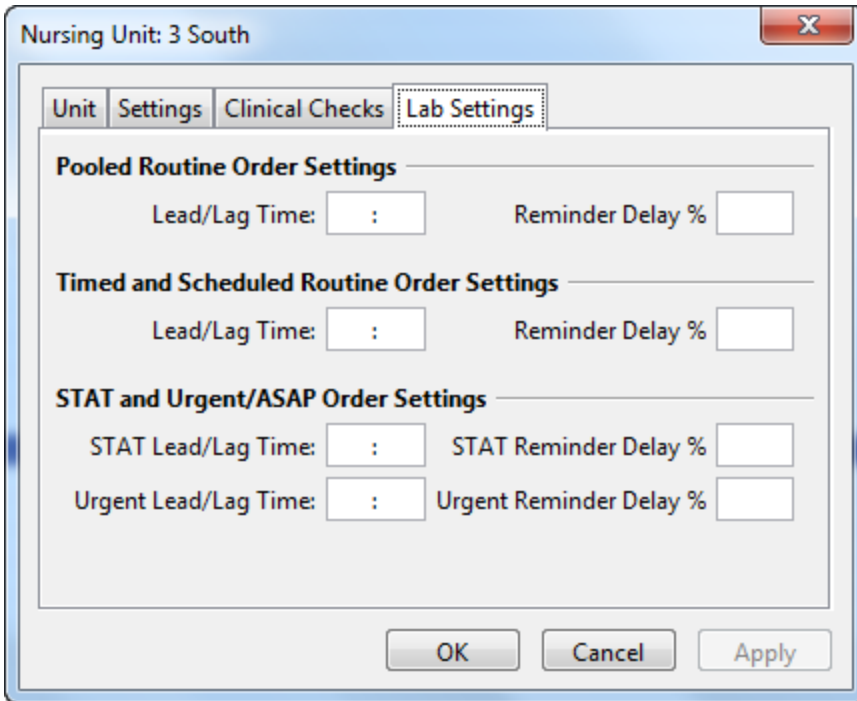 Nursing Unit: 3 South
Unit Settings Clinical Checks Lab Settings
Pooled Routine Order Settings
Lead/Lag Time: : Reminder Delay %
Timed and Scheduled Routine Order Settings
Lead/Lag Time: : Reminder Delay %
STAT and Urgent/ASAP Order Settings
STAT Lead/Lag Time: : STAT Reminder Delay %
Urgent Lead/Lag Time: : Urgent Reminder Delay %
OK Cancel Apply